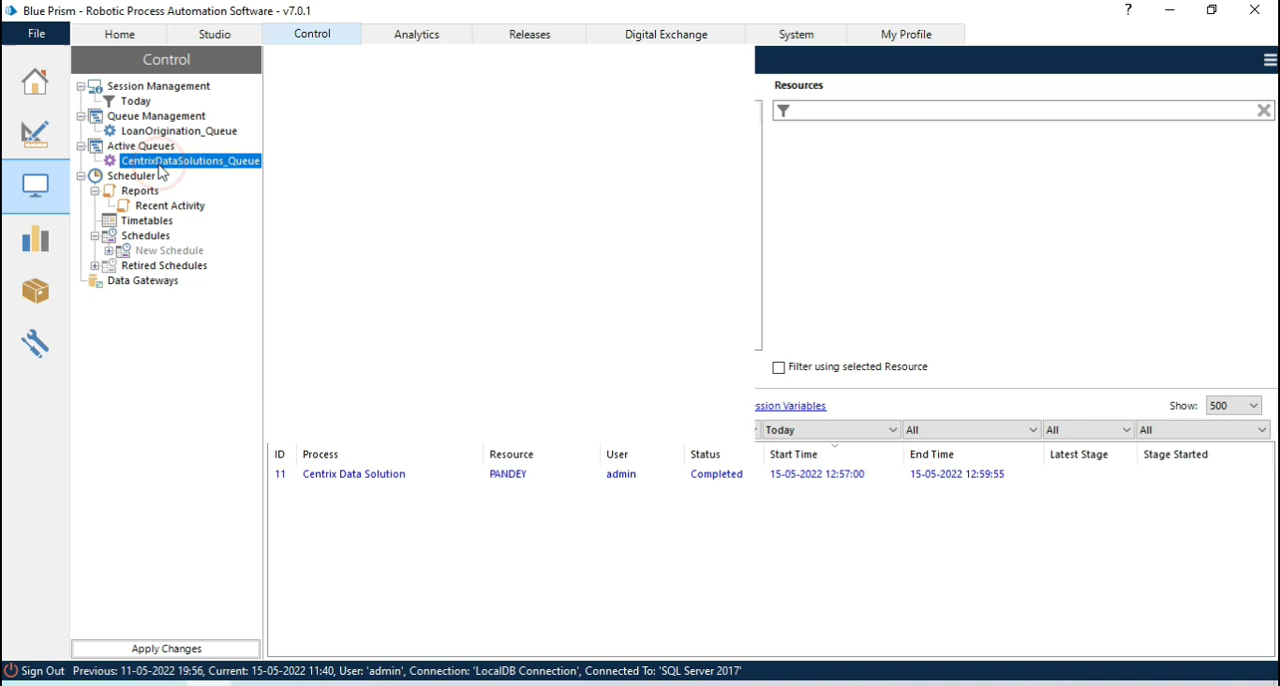 Blue Prism - Robotic Process Automation Software - v7.0.1
?
File Home Studio Control Analytics Releases Digital Exchange System My Profile
Control
Session Management
Today
Queue Management
LoanOrigination_Queue
Active Queues
CentrixDataSolutions_Queue
Scheduler
Reports
Recent Activity
Timetables
Schedules
New Schedule
Retired Schedules
Data Gateways
Apply Changes
Resources
Filter using selected Resource
ssion Variables Show: 500
Today All All All
ID Process Resource User Status Start Time End Time Latest Stage Stage Started
11 Centrix Data Solution PANDEY admin Completed 15-05-2022 12:57:00 15-05-2022 12:59:55
Sign Out Previous: 11-05-2022 19:56, Current: 15-05-2022 11:40, User: 'admin', Connection: 'LocalDB Connection', Connected To: 'SQL Server 2017'